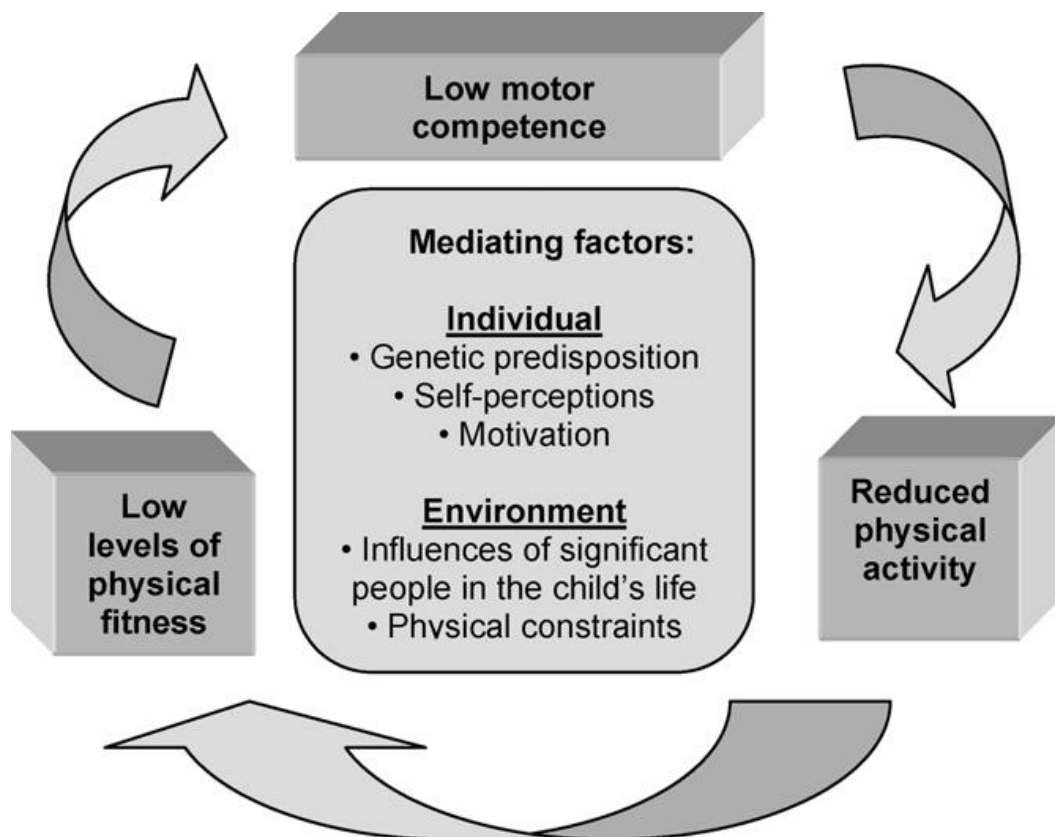 Low motor
competence
Mediating factors:
Individual
• Genetic predisposition
• Self-perceptions
• Motivation
Environment
• Influences of significant
people in the child's life
• Physical constraints
Low
levels of
physical
fitness
Reduced
physical
activity